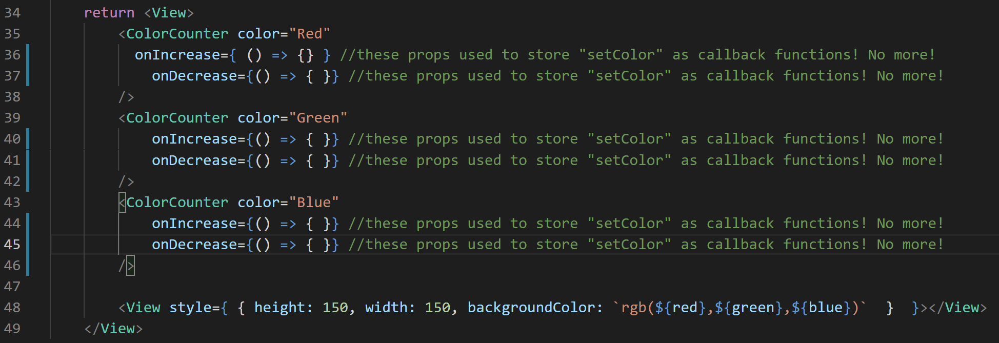 34 return <View>
35 <ColorCounter color="Red"
36 onIncrease={ () => {} } //these props used to store "setColor" as callback functions! No more!
37 onDecrease={() => { }} //these props used to store "setColor" as callback functions! No more!
38 />
39 <ColorCounter color="Green"
40 onIncrease={() => { }} //these props used to store "setColor" as callback functions! No more!
41 onDecrease={() => { }} //these props used to store "setColor" as callback functions! No more!
42 />
43 <ColorCounter color="Blue"
44 onIncrease={() => { }} //these props used to store "setColor" as callback functions! No more!
45 onDecrease={() => { }} //these props used to store "setColor" as callback functions! No more!
46 />
47
48 <View style={ { height: 150, width: 150, backgroundColor: `rgb(${red},${green},${blue})`  }  }></View>
49 </View>